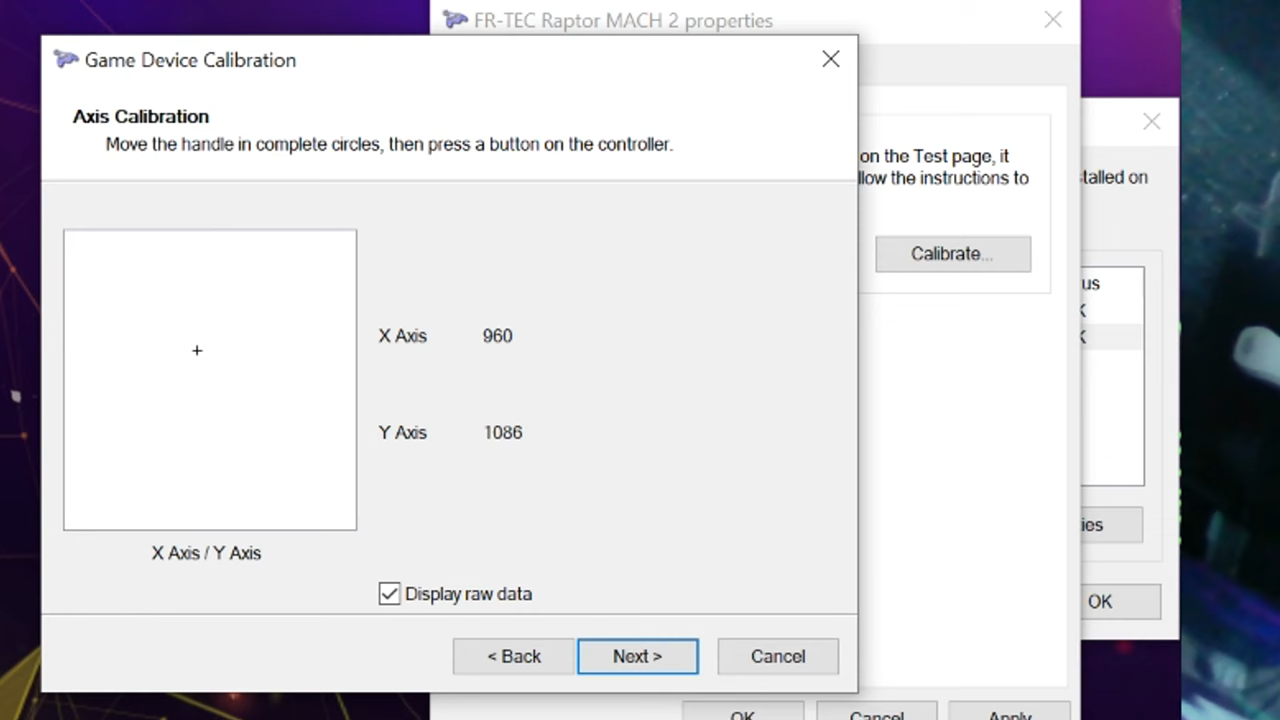 FR-TEC Raptor MACH 2 properties
Game Device Calibration
Axis Calibration
Move the handle in complete circles, then press a button on the controller.
on the Test page, it
llow the instructions to
talled on
Calibrate...
us
K
K
X Axis 960
Y Axis 1086
ies
X Axis / Y Axis
Display raw data
OK
< Back
Next >
Cancel
OK
Cancel
Apply